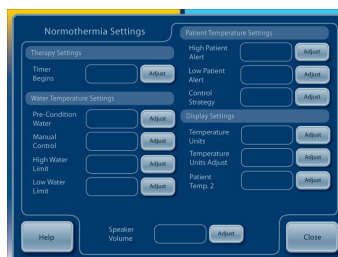 Normothermia Settings
Therapy Settings
Timer
Begins
Adjust
Water Temperature Settings
Pre-Condition
Water
Adjust
Manual
Control
Adjust
High Water
Limit
Adjust
Low Water
Limit
Adjust
Patient Temperature Settings
High Patient
Alert
Adjust
Low Patient
Alert
Adjust
Control
Strategy
Adjust
Display Settings
Temperature
Units
Adjust
Temperature
Units Adjust
Adjust
Patient
Temp. 2
Adjust
Help
Speaker
Volume
Adjust
Close